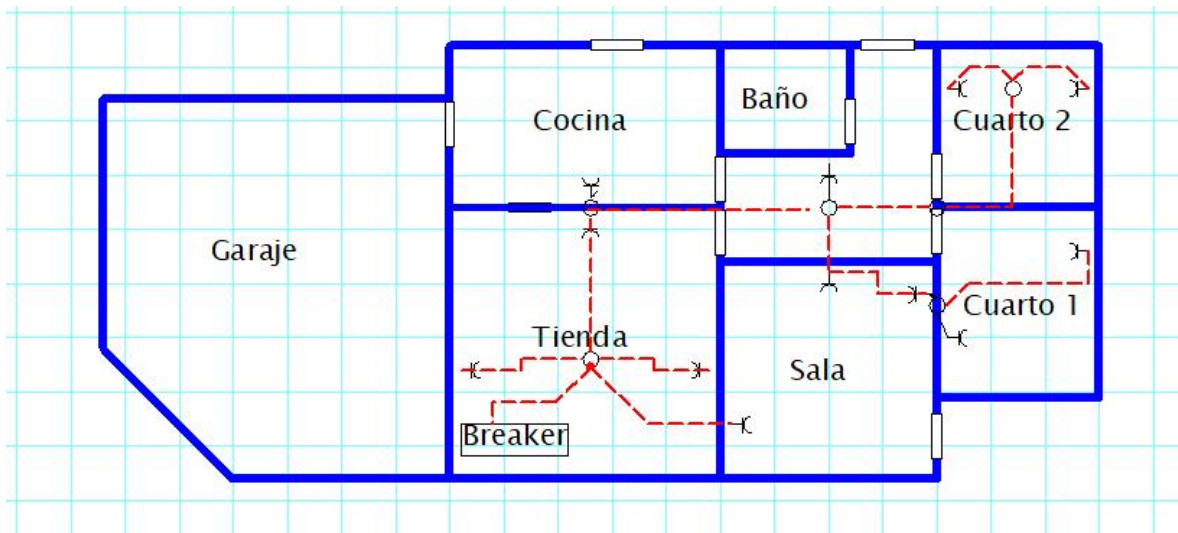 Baño
Cocina
Cuarto 2
Garaje
Cuarto 1
Tienda
Sala
Breaker